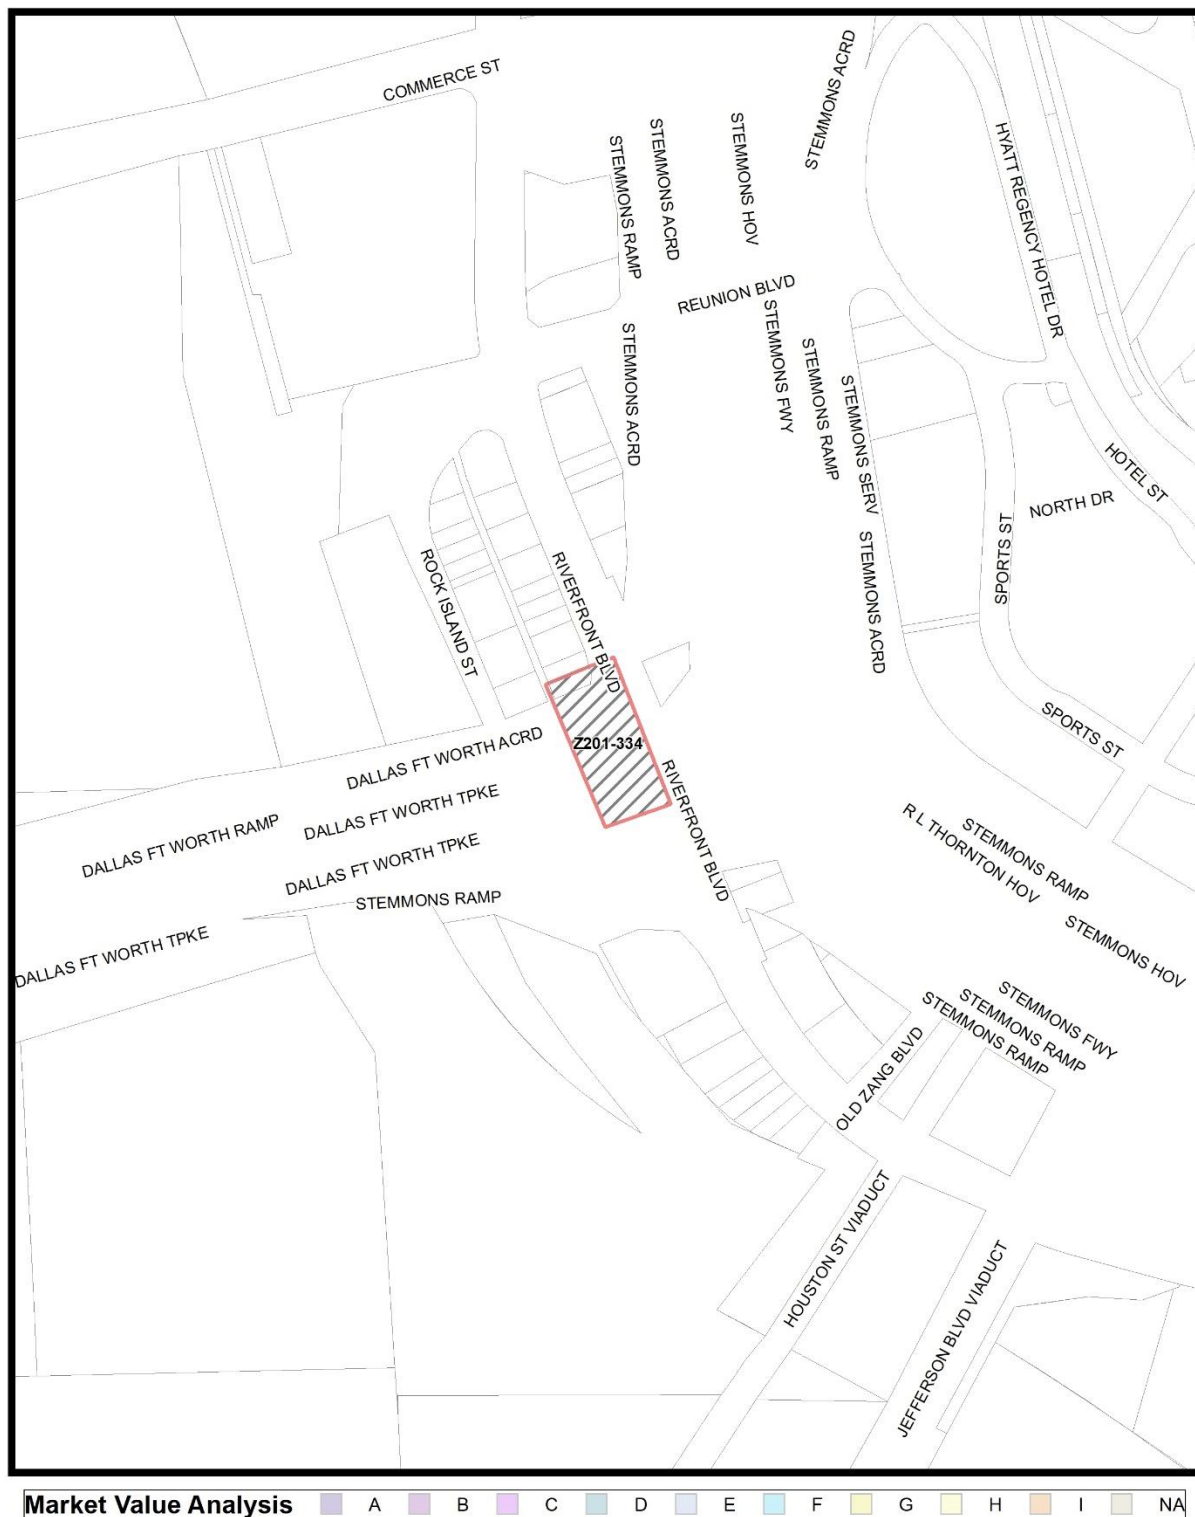 COMMERCE ST
STEMMONS ACRD
STEMMONS RAMP
STEMMONS ACRD
STEMMONS HOV
HYATT REGENCY HOTEL DR
REUNION BLVD
STEMMONS ACRD
STEMMONS FWY
STEMMONS RAMP
STEMMONS SERV
HOTEL ST
NORTH DR
SPORTS ST
ROCK ISLAND ST
RIVERFRONT BLVD
STEMMONS ACRD
SPORTS ST
Z201-334
DALLAS FT WORTH ACRD
DALLAS FT WORTH TPKE
DALLAS FT WORTH RAMP
DALLAS FT WORTH TPKE
STEMMONS RAMP
DALLAS FT WORTH TPKE
RIVERFRONT BLVD
STEMMONS RAMP
R L THORNTON HOV
STEMMONS HOV
STEMMONS FWY
STEMMONS RAMP
STEMMONS RAMP
OLD ZANG BLVD
HOUSTON ST VIADUCT
JEFFERSON BLVD VIADUCT
Market Value Analysis A B C D E F G H I NA